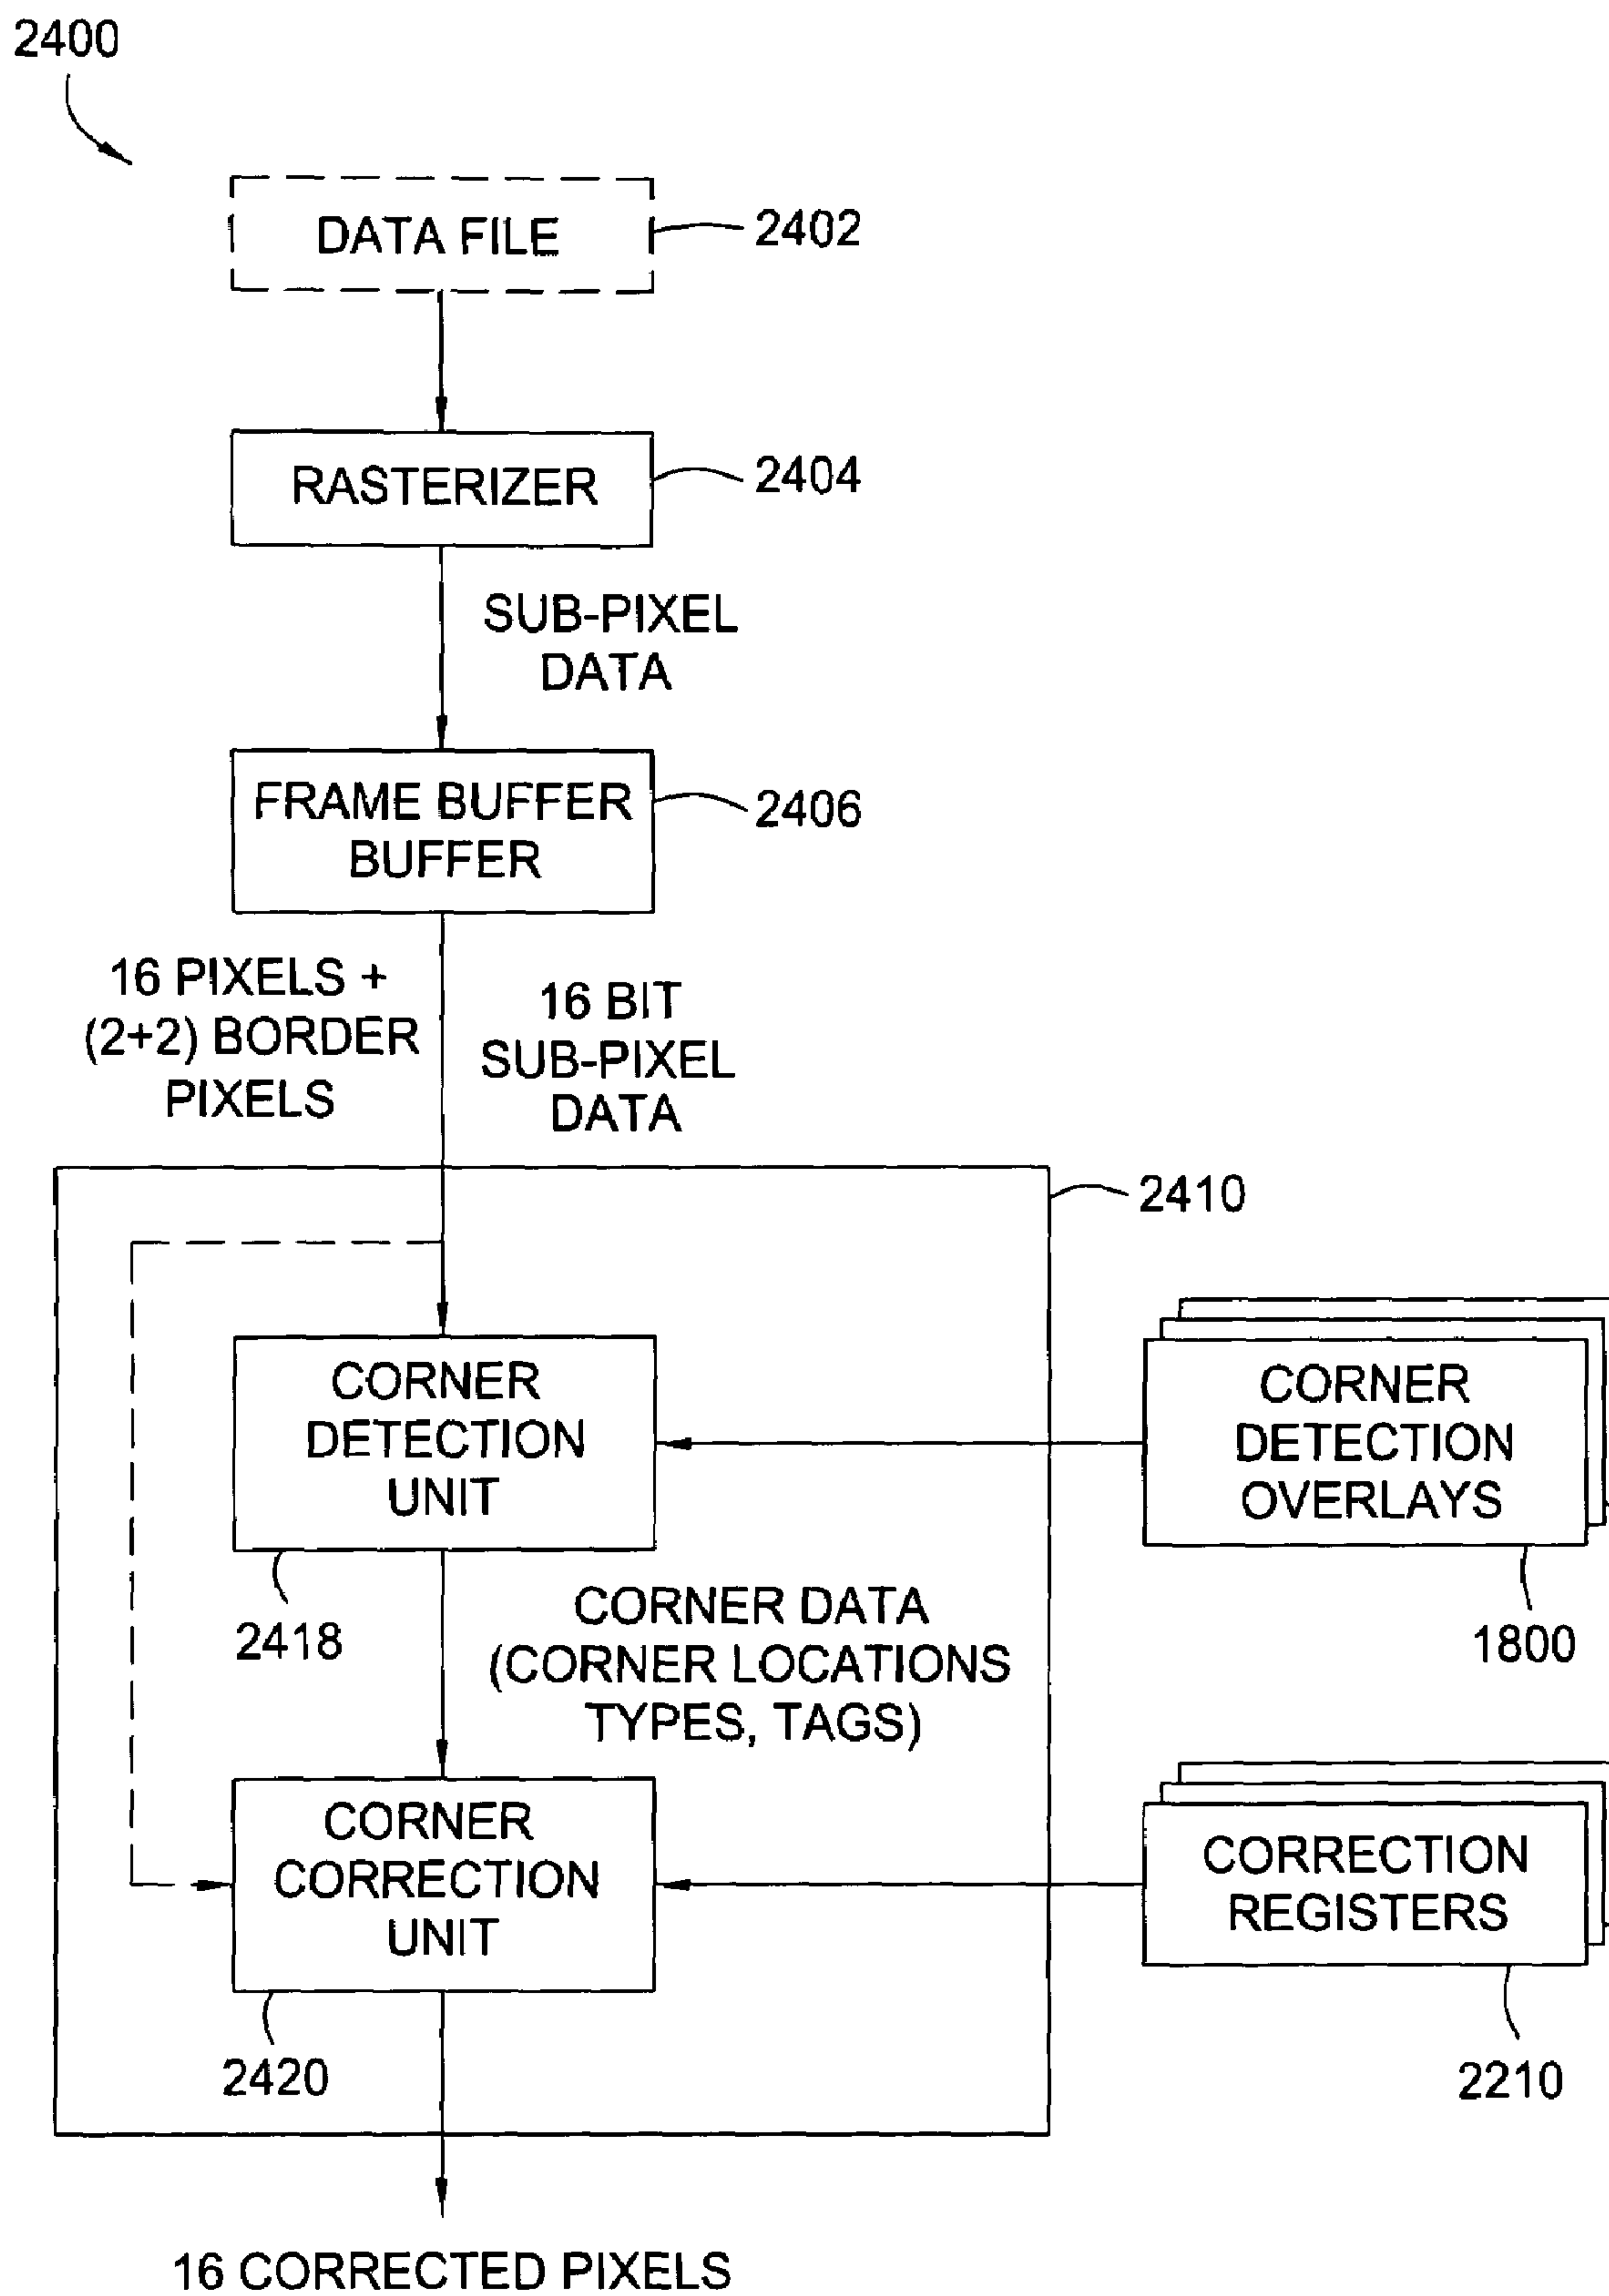 2400
DATA FILE
2402
RASTERIZER
2404
SUB-PIXEL
DATA
FRAME BUFFER
BUFFER
2406
16 PIXELS +
(2+2) BORDER
PIXELS
16 BIT
SUB-PIXEL
DATA
2410
CORNER
DETECTION
UNIT
2418
CORNER
DETECTION
OVERLAYS
1800
CORNER DATA
(CORNER LOCATIONS
TYPES, TAGS)
CORNER
CORRECTION
UNIT
2420
CORRECTION
REGISTERS
2210
16 CORRECTED PIXELS